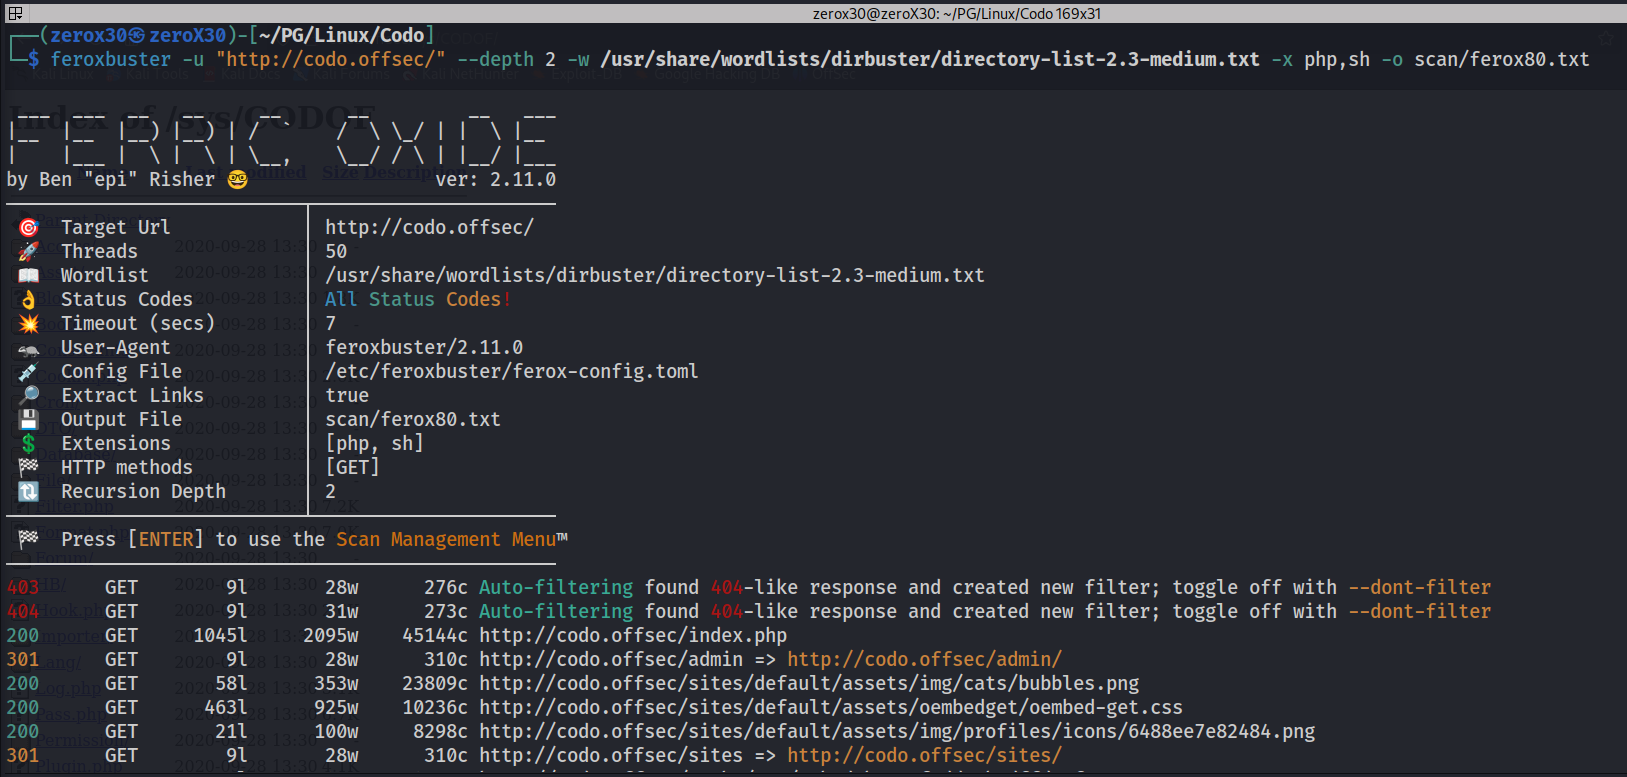 zerox30@zeroX30: ~/PG/Linux/Codo 169x31
┌──(zerox30㉿zeroX30)-[~/PG/Linux/Codo]
└─$ feroxbuster -u "http://codo.offsec/" --depth 2 -w /usr/share/wordlists/dirbuster/directory-list-2.3-medium.txt -x php,sh -o scan/ferox80.txt
Index of /sys/CODOF
FERRIC OXIDE
by Ben "epi" Risher 🤓 ver: 2.11.0
🎯 Target Url │ http://codo.offsec/
🚀 Threads │ 50
📖 Wordlist │ /usr/share/wordlists/dirbuster/directory-list-2.3-medium.txt
👌 Status Codes │ All Status Codes!
💥 Timeout (secs) │ 7
🦡 User-Agent │ feroxbuster/2.11.0
💉 Config File │ /etc/feroxbuster/ferox-config.toml
🔎 Extract Links │ true
💾 Output File │ scan/ferox80.txt
💲 Extensions │ [php, sh]
🏁 HTTP methods │ [GET]
🔃 Recursion Depth │ 2
🏁 Press [ENTER] to use the Scan Management Menu™
403 GET 9l 28w 276c Auto-filtering found 404-like response and created new filter; toggle off with --dont-filter
404 GET 9l 31w 273c Auto-filtering found 404-like response and created new filter; toggle off with --dont-filter
200 GET 1045l 2095w 45144c http://codo.offsec/index.php
301 GET 9l 28w 310c http://codo.offsec/admin => http://codo.offsec/admin/
200 GET 58l 353w 23809c http://codo.offsec/sites/default/assets/img/cats/bubbles.png
200 GET 463l 925w 10236c http://codo.offsec/sites/default/assets/oembedget/oembed-get.css
200 GET 21l 100w 8298c http://codo.offsec/sites/default/assets/img/profiles/icons/6488ee7e82484.png
301 GET 9l 28w 310c http://codo.offsec/sites => http://codo.offsec/sites/